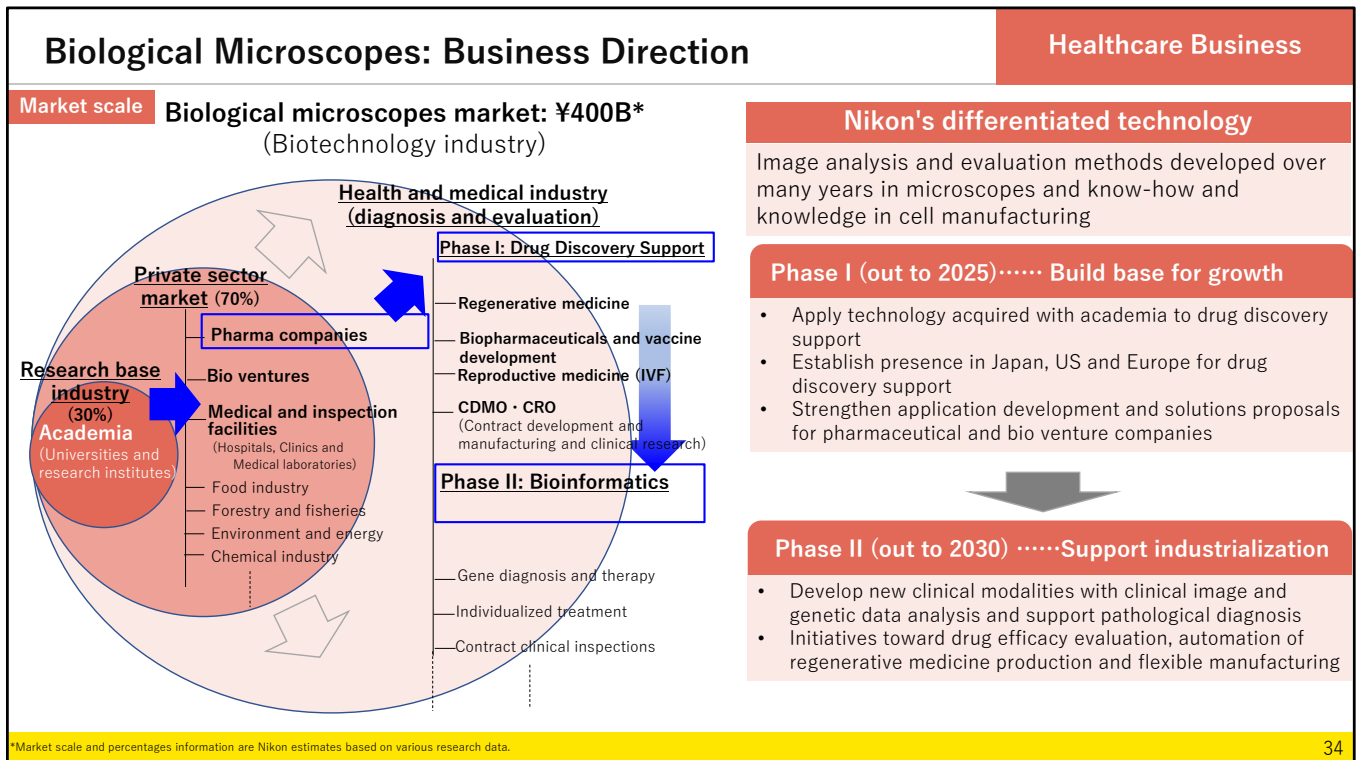 Biological Microscopes: Business Direction
Healthcare Business
Market scale
Biological microscopes market: ¥400B*
(Biotechnology industry)
Health and medical industry
(diagnosis and evaluation)
Phase I: Drug Discovery Support
Regenerative medicine
Biopharmaceuticals and vaccine
development
Reproductive medicine (IVF)
CDMO・CRO
(Contract development and
manufacturing and clinical research)
Phase II: Bioinformatics
Gene diagnosis and therapy
Individualized treatment
Contract clinical inspections
Private sector
market (70%)
Pharma companies
Bio ventures
Medical and inspection
facilities
(Hospitals, Clinics and
Medical laboratories)
Food industry
Forestry and fisheries
Environment and energy
Chemical industry
Research base
industry
(30%)
Academia
(Universities and
research institutes)
Nikon's differentiated technology
Image analysis and evaluation methods developed over
many years in microscopes and know-how and
knowledge in cell manufacturing
Phase I (out to 2025)…… Build base for growth
• Apply technology acquired with academia to drug discovery
support
• Establish presence in Japan, US and Europe for drug
discovery support
• Strengthen application development and solutions proposals
for pharmaceutical and bio venture companies
Phase II (out to 2030) ……Support industrialization
• Develop new clinical modalities with clinical image and
genetic data analysis and support pathological diagnosis
• Initiatives toward drug efficacy evaluation, automation of
regenerative medicine production and flexible manufacturing
*Market scale and percentages information are Nikon estimates based on various research data.
34